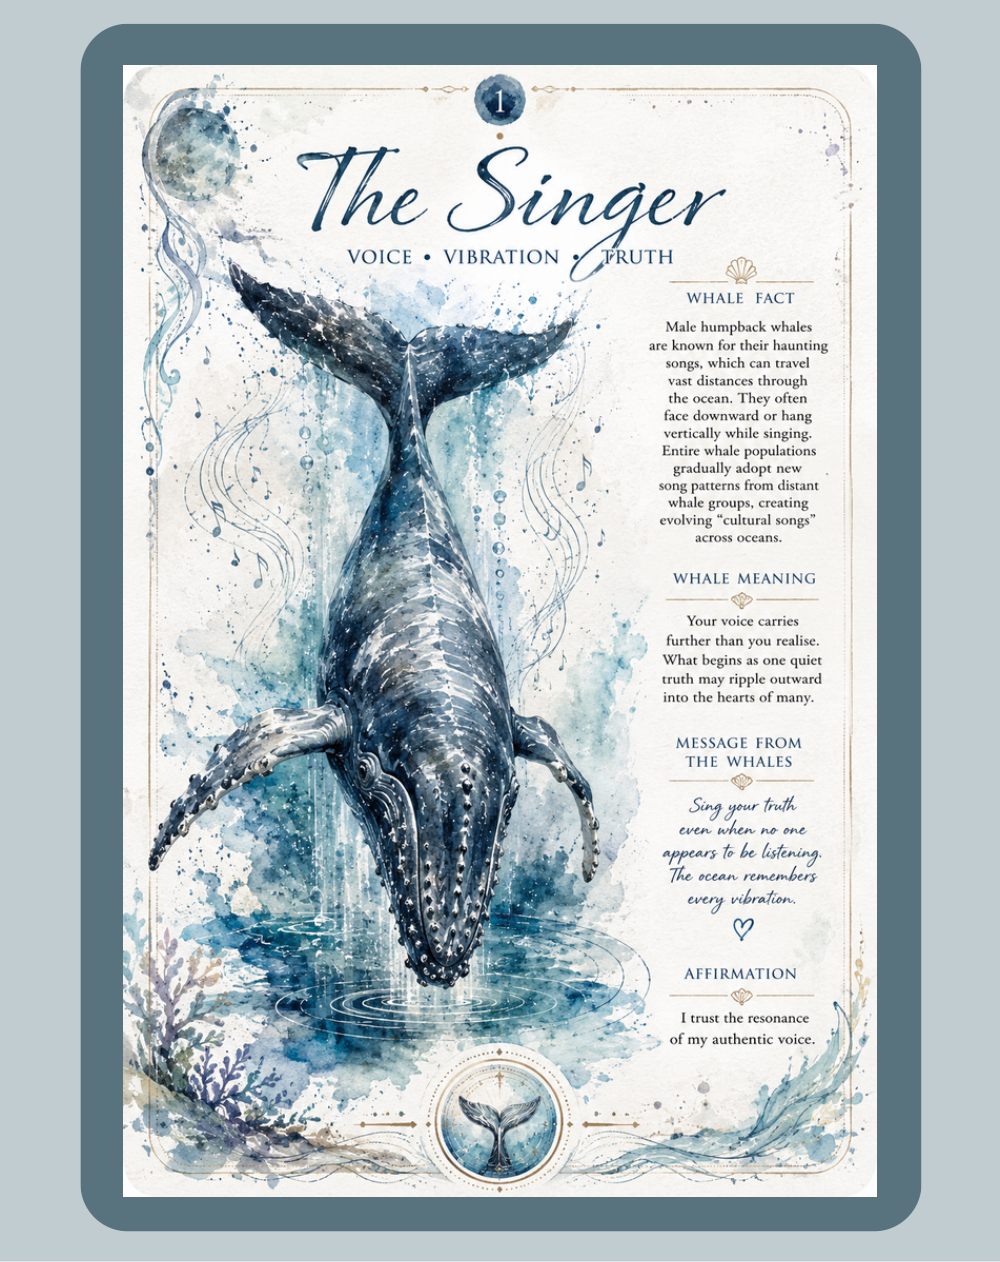 1
The Singer
VOICE • VIBRATION • TRUTH
WHALE FACT
Male humpback whales
are known for their haunting
songs, which can travel
vast distances through
the ocean. They often
face downward or hang
vertically while singing.
Entire whale populations
gradually adopt new
song patterns from distant
whale groups, creating
evolving “cultural songs”
across oceans.
WHALE MEANING
Your voice carries
further than you realise.
What begins as one quiet
truth may ripple outward
into the hearts of many.
MESSAGE FROM
THE WHALES
Sing your truth
even when no one
appears to be listening.
The ocean remembers
every vibration.
AFFIRMATION
I trust the resonance
of my authentic voice.